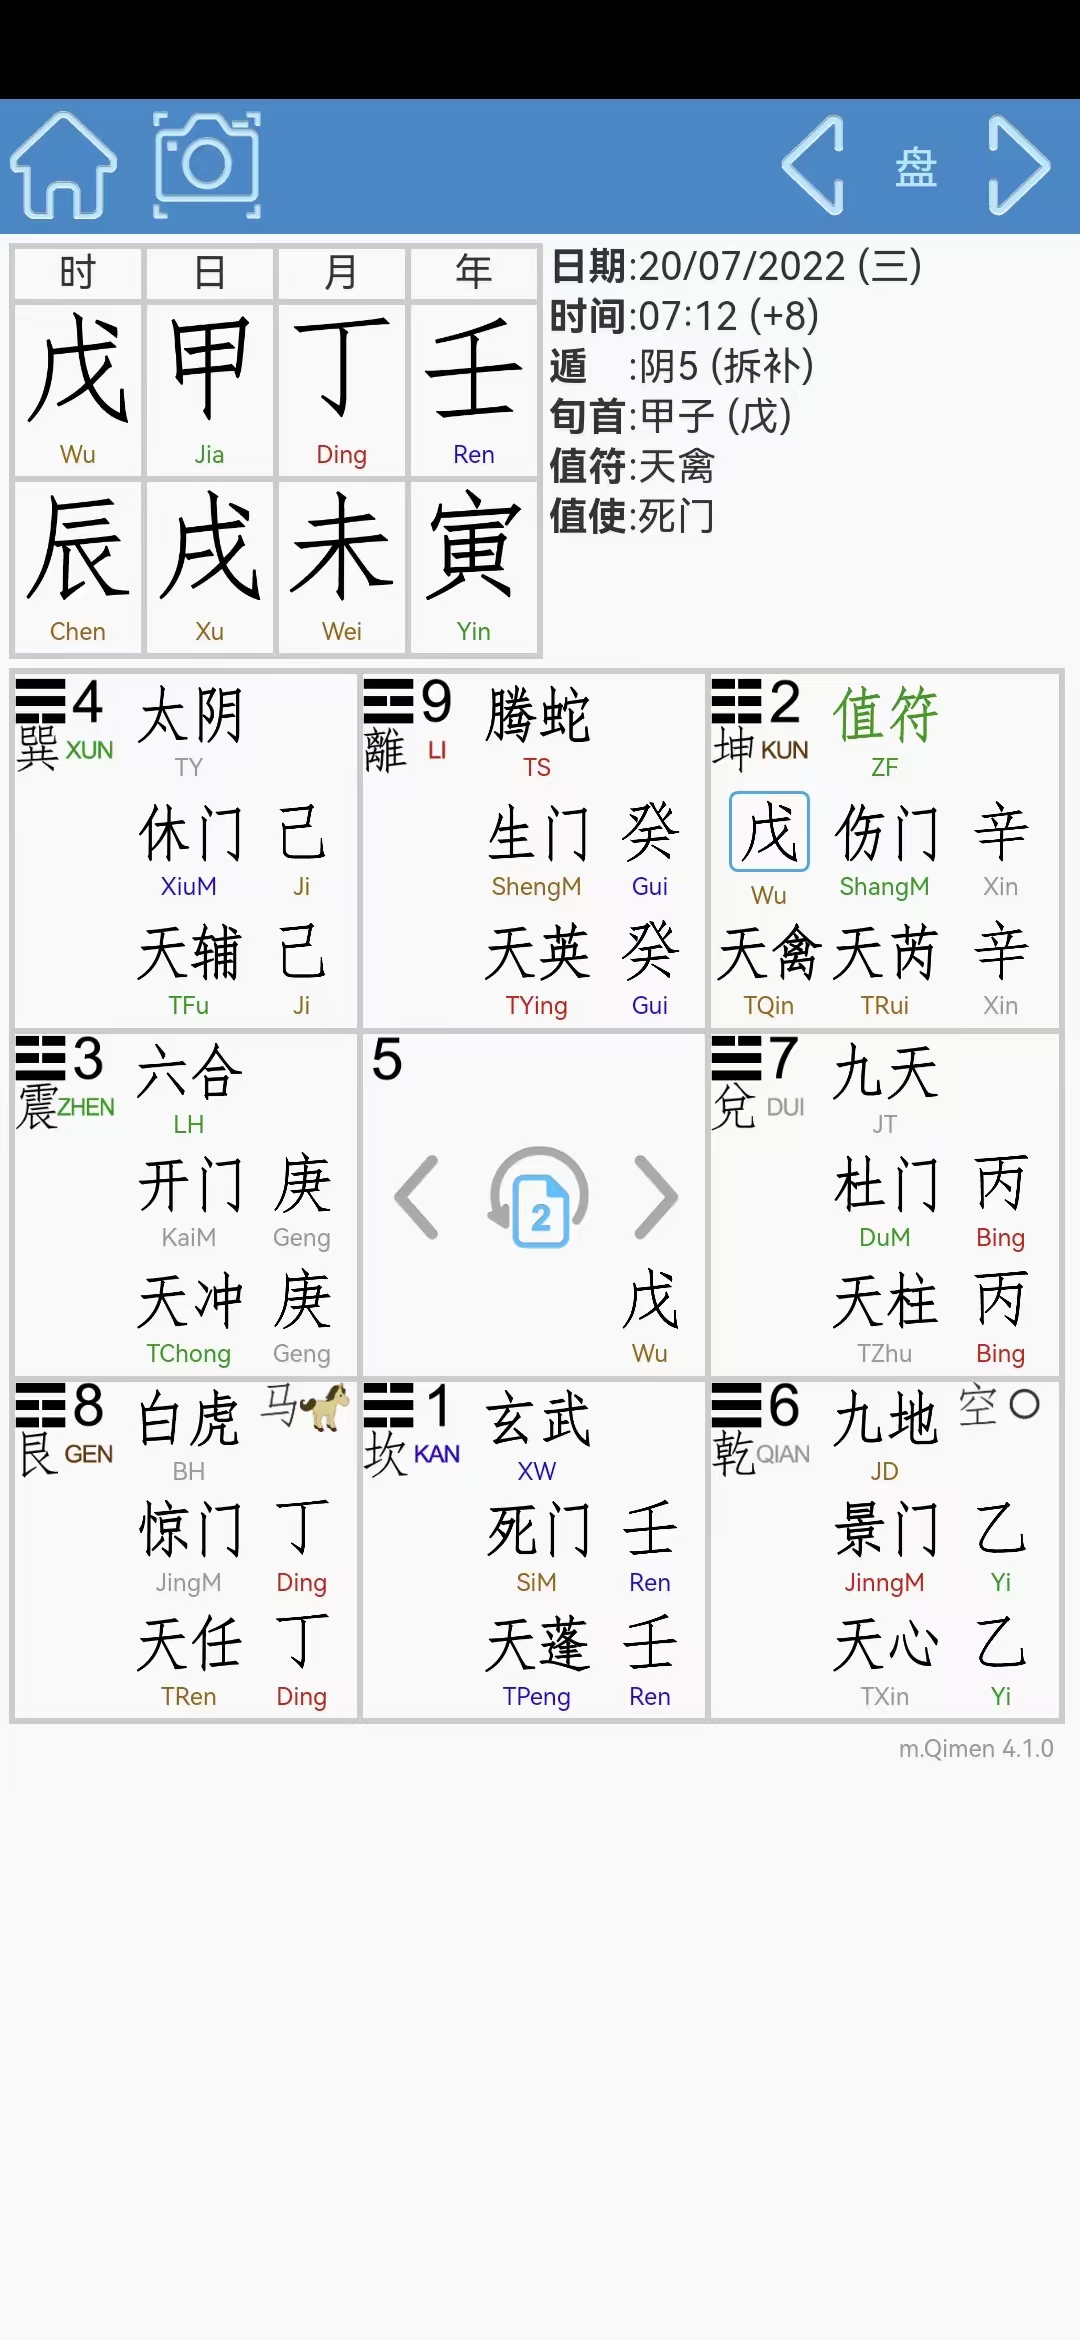 盘
时 日 月 年
戊 甲 丁 壬
Wu Jia Ding Ren
辰 戌 未 寅
Chen Xu Wei Yin
日期:20/07/2022 (三)
时间:07:12 (+8)
遁 :阴5 (拆补)
旬首:甲子 (戊)
值符:天禽
值使:死门
4 太阴
巽 XUN TY
休门 己
XiuM Ji
天辅 己
TFu Ji
9 腾蛇
離 LI TS
生门 癸
ShengM Gui
天英 癸
TYing Gui
2 值符
坤 KUN ZF
戊 伤门 辛
Wu ShangM Xin
天禽 天芮 辛
TQin TRui Xin
3 六合
震 ZHEN LH
开门 庚
KaiM Geng
天冲 庚
TChong Geng
5
2
戊
Wu
7 九天
兌 DUI JT
杜门 丙
DuM Bing
天柱 丙
TZhu Bing
8 白虎 马
艮 GEN BH
惊门 丁
JingM Ding
天任 丁
TRen Ding
1 玄武
坎 KAN XW
死门 壬
SiM Ren
天蓬 壬
TPeng Ren
6 九地 空
乾 QIAN JD
景门 乙
JinngM Yi
天心 乙
TXin Yi
m.Qimen 4.1.0